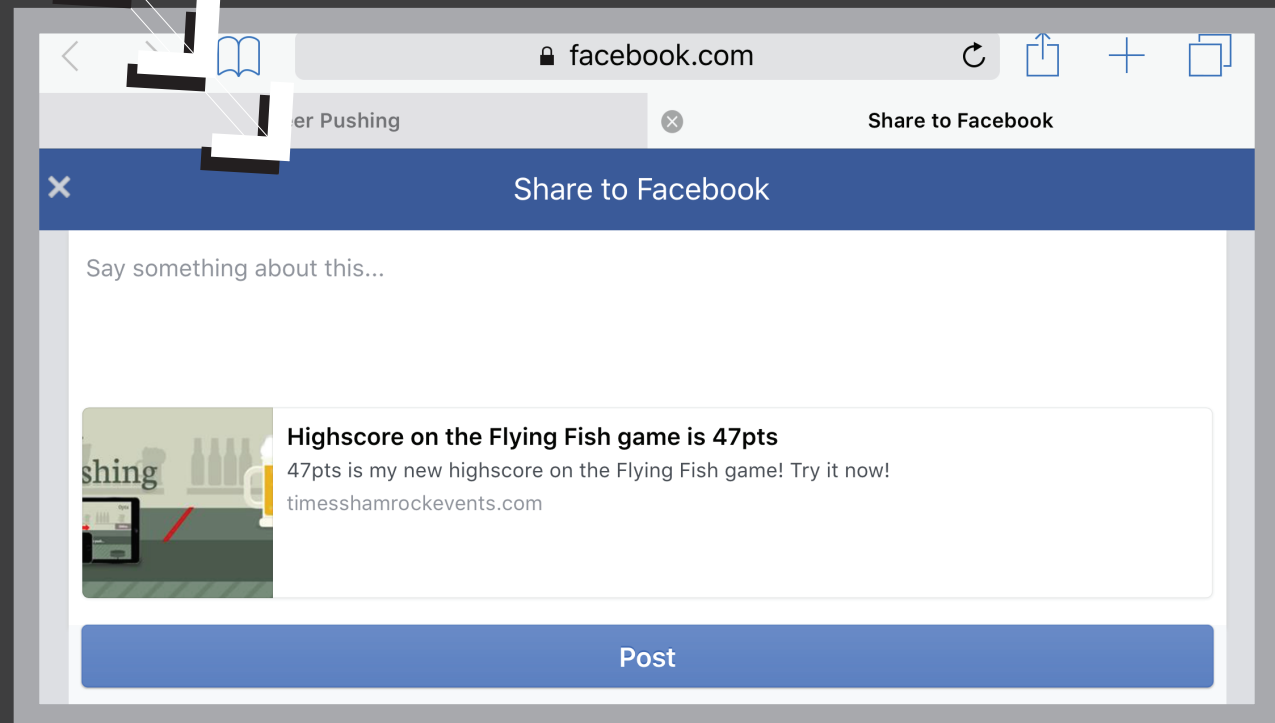 facebook.com
er Pushing
Share to Facebook
Share to Facebook
Say something about this...
shing
Highscore on the Flying Fish game is 47pts
47pts is my new highscore on the Flying Fish game! Try it now!
timesshamrockevents.com
Post